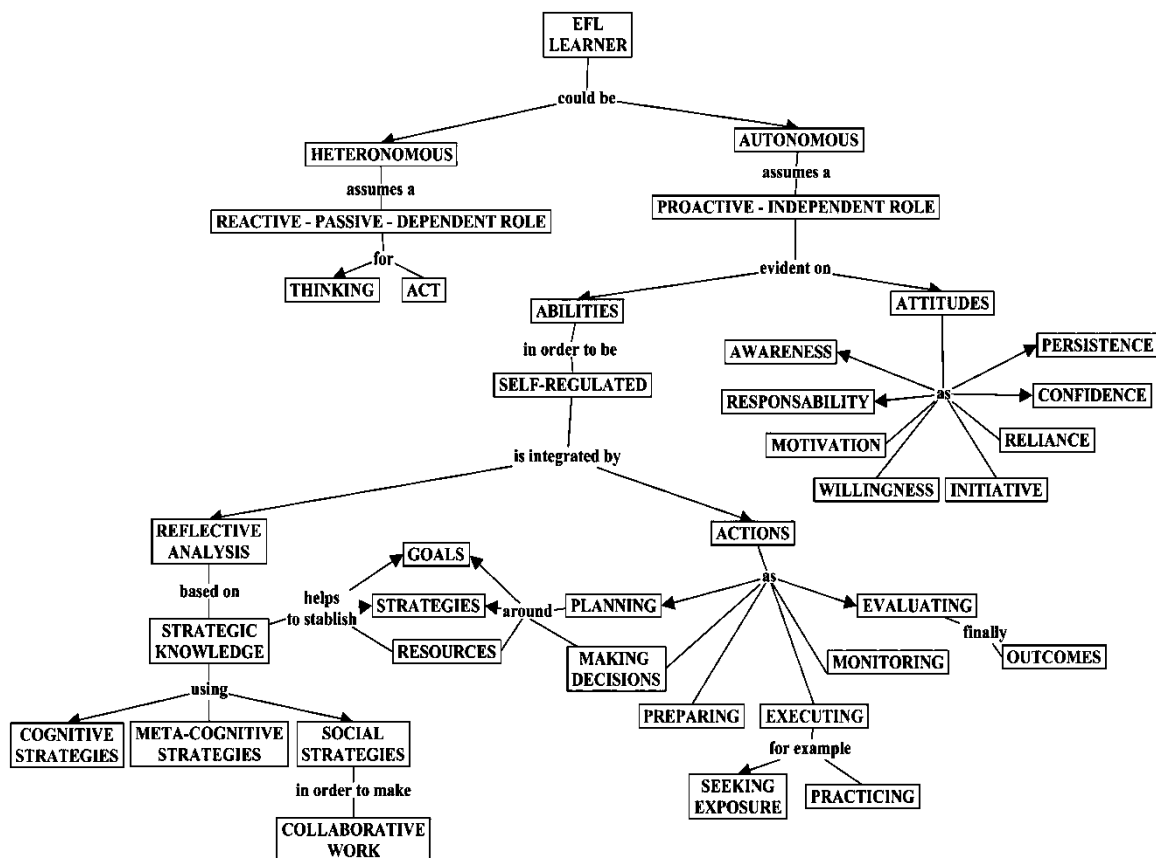 EFL
LEARNER
could be
HETERONOMOUS
AUTONOMOUS
assumes a
assumes a
REACTIVE - PASSIVE - DEPENDENT ROLE
PROACTIVE - INDEPENDENT ROLE
for
evident on
THINKING
ACT
ABILITIES
ATTITUDES
in order to be
AWARENESS
PERSISTENCE
SELF-REGULATED
RESPONSABILITY
as
CONFIDENCE
MOTIVATION
RELIANCE
is integrated by
WILLINGNESS
INITIATIVE
REFLECTIVE
ANALYSIS
ACTIONS
GOALS
based on
helps
to stablish
as
STRATEGIES
around
PLANNING
EVALUATING
STRATEGIC
KNOWLEDGE
finally
RESOURCES
MAKING
DECISIONS
MONITORING
OUTCOMES
using
PREPARING
EXECUTING
COGNITIVE
STRATEGIES
META-COGNITIVE
STRATEGIES
SOCIAL
STRATEGIES
for example
in order to make
SEEKING
EXPOSURE
PRACTICING
COLLABORATIVE
WORK